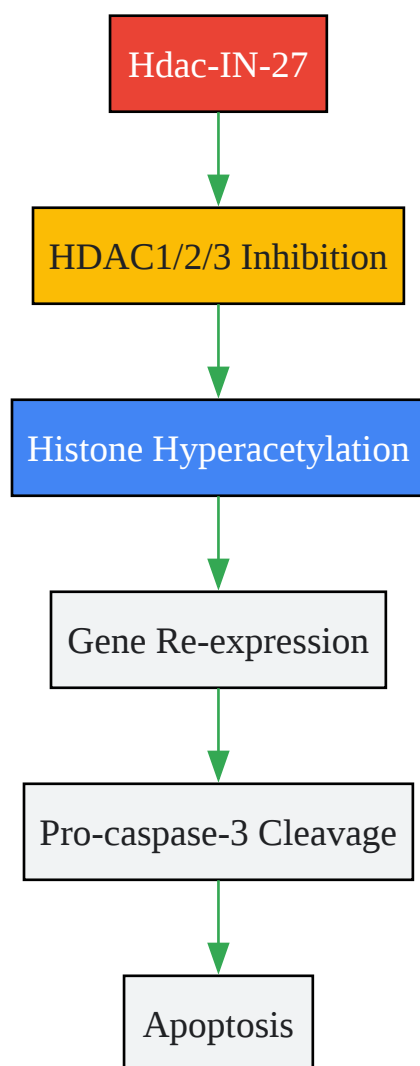 Hdac-IN-27
HDAC1/2/3 Inhibition
Histone Hyperacetylation
Gene Re-expression
Pro-caspase-3 Cleavage
Apoptosis